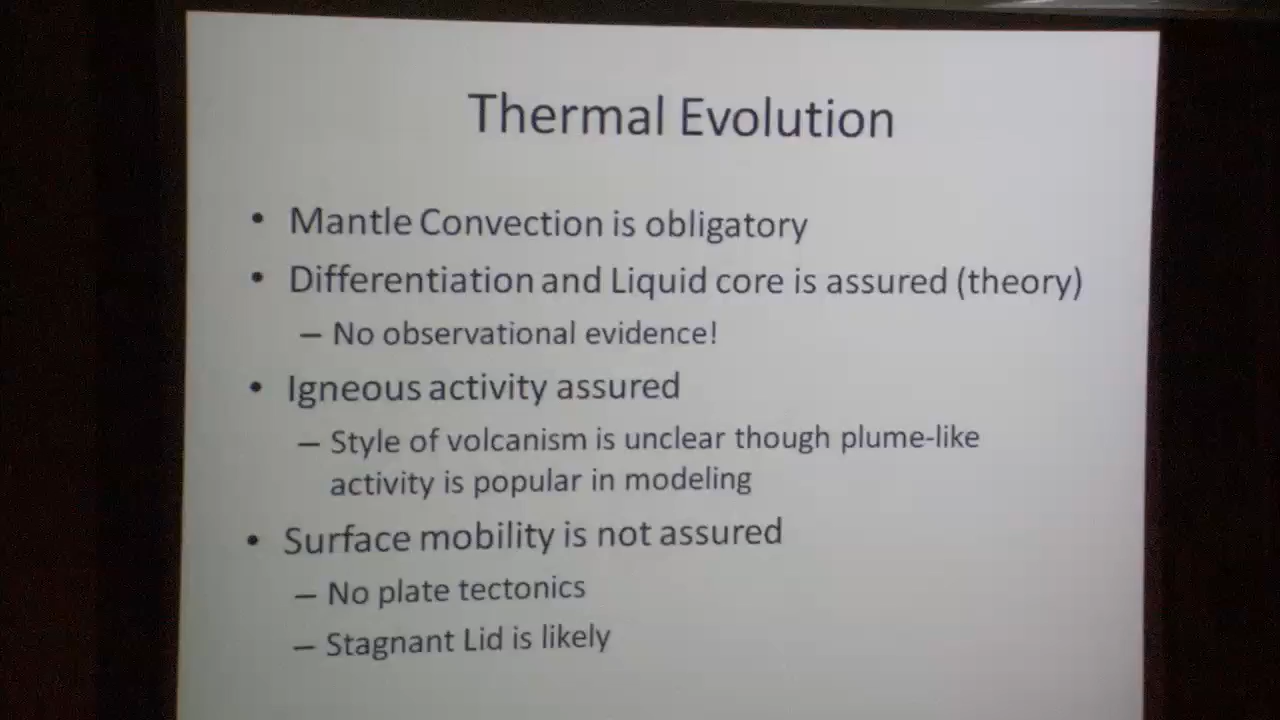 Thermal Evolution
• Mantle Convection is obligatory
• Differentiation and Liquid core is assured (theory)
– No observational evidence!
• Igneous activity assured
– Style of volcanism is unclear though plume-like
activity is popular in modeling
• Surface mobility is not assured
– No plate tectonics
– Stagnant Lid is likely